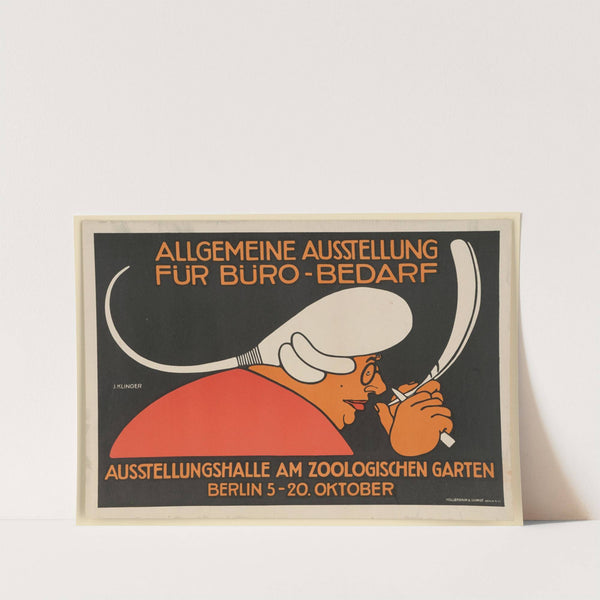 ALLGEMEINE AUSSTELLUNG
FÜR BÜRO-BEDARF
J. KLINGER
AUSSTELLUNGSHALLE AM ZOOLOGISCHEN GARTEN
BERLIN 5-20. OKTOBER